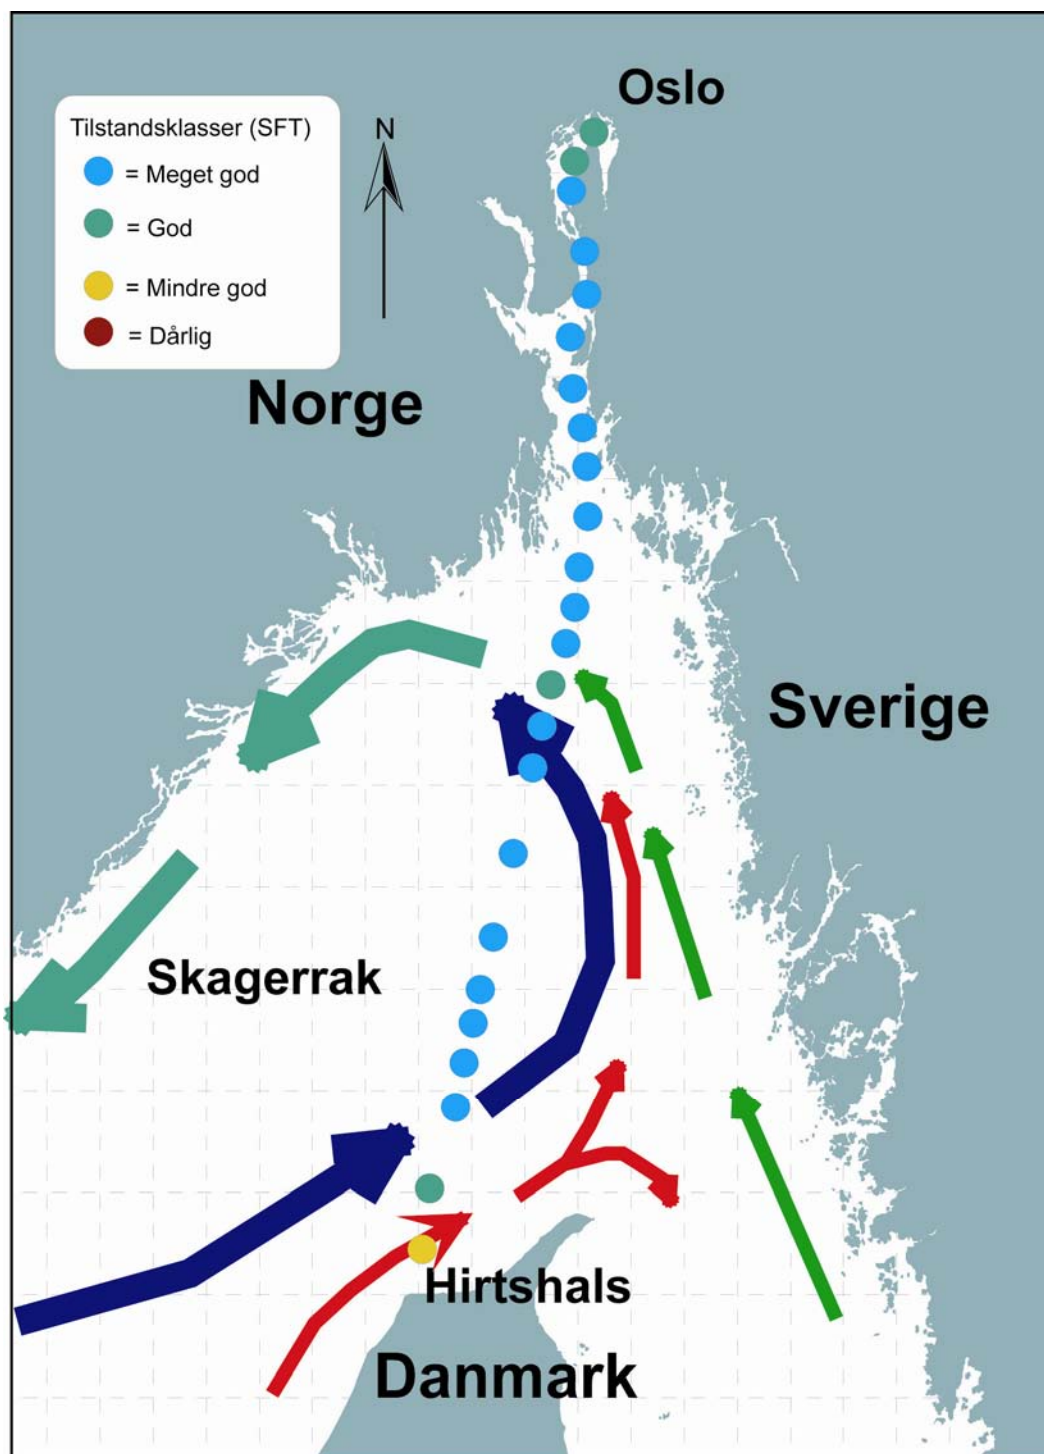 Oslo
Tilstandsklasser (SFT)
N
= Meget god
= God
= Mindre god
= Dårlig
Norge
Sverige
Skagerrak
Hirtshals
Danmark